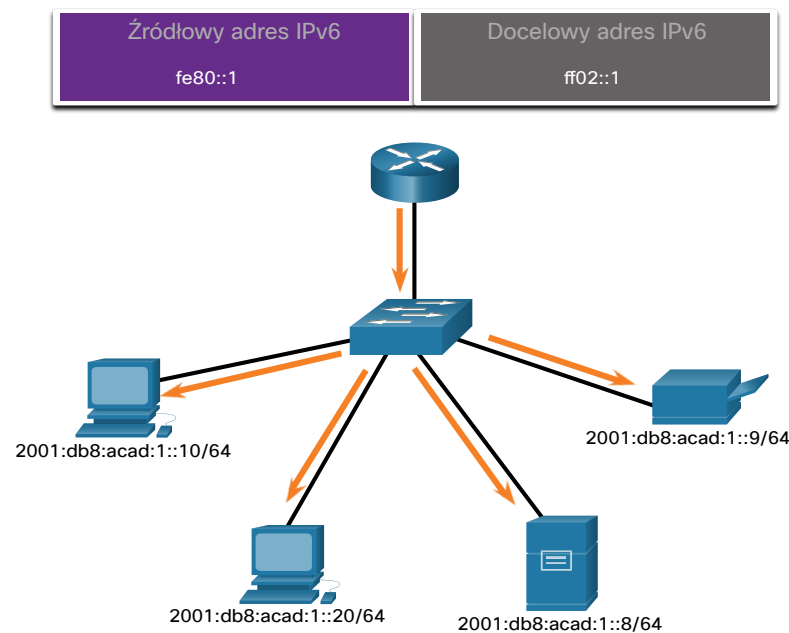 Źródłowy adres IPv6
Docelowy adres IPv6
fe80::1
ff02::1
2001:db8:acad:1::10/64
2001:db8:acad:1::9/64
2001:db8:acad:1::20/64
2001:db8:acad:1::8/64